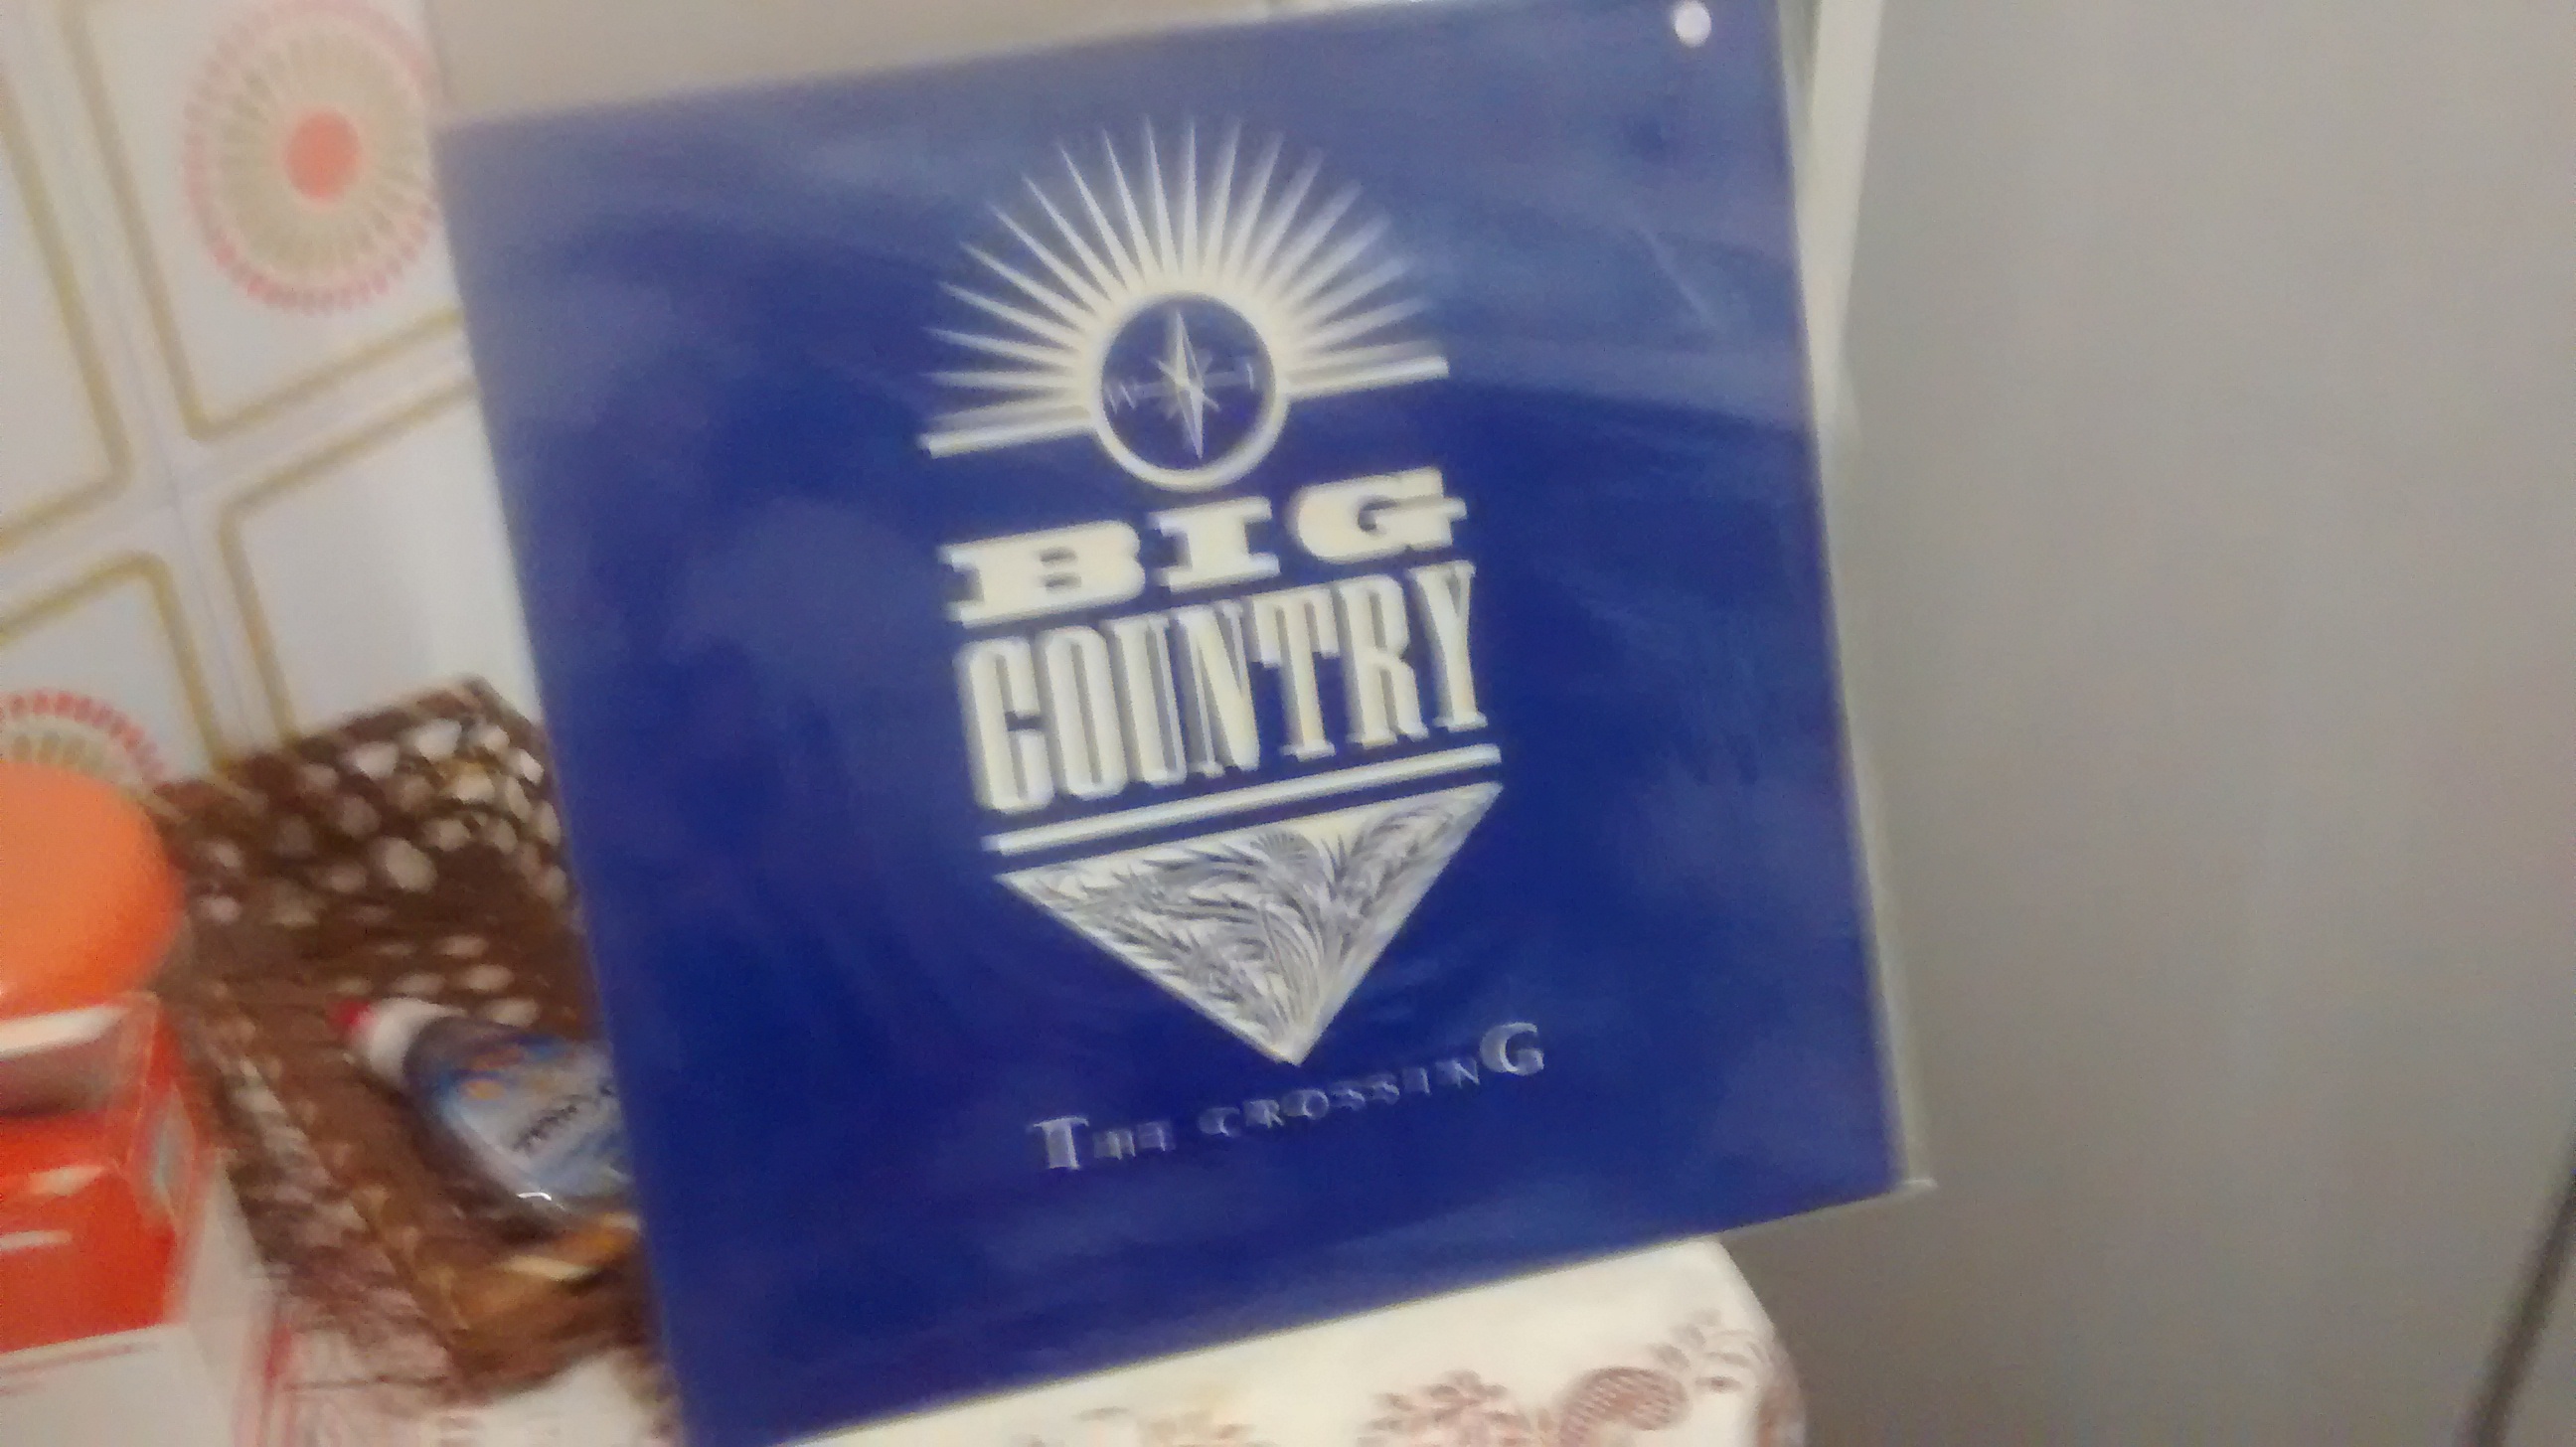 W E
BIG
COUNTRY
THE CROSSING